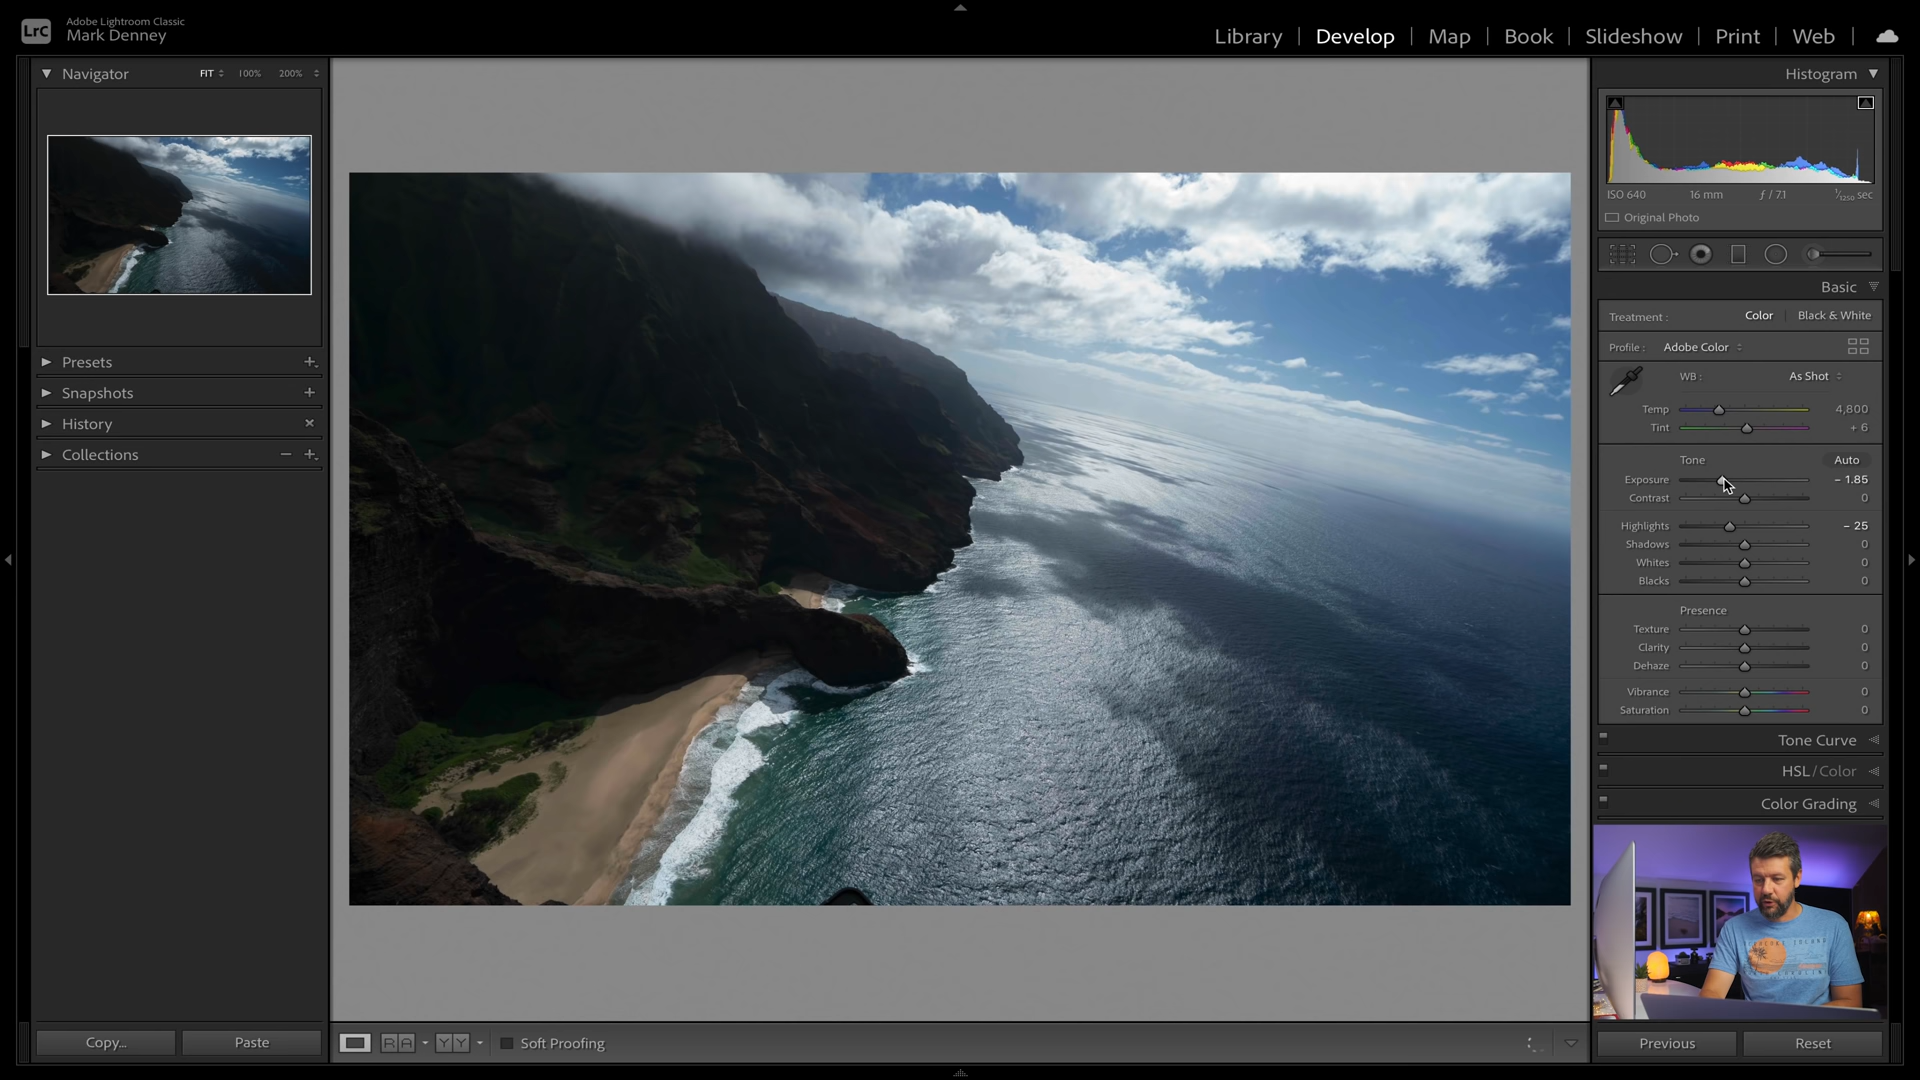 LrC
Adobe Lightroom Classic
Mark Denney
Library | Develop | Map | Book | Slideshow | Print | Web
Navigator FIT 100% 200%
Presets
Snapshots
History
Collections
Copy... Paste
Soft Proofing
Histogram
ISO 640 16 mm ƒ / 7.1 1/1250 sec
Original Photo
Basic
Treatment : Color Black & White
Profile : Adobe Color
WB : As Shot
Temp 4,800
Tint + 6
Tone Auto
Exposure - 1.85
Contrast 0
Highlights - 25
Shadows 0
Whites 0
Blacks 0
Presence
Texture 0
Clarity 0
Dehaze 0
Vibrance 0
Saturation 0
Tone Curve
HSL / Color
Color Grading
Previous Reset